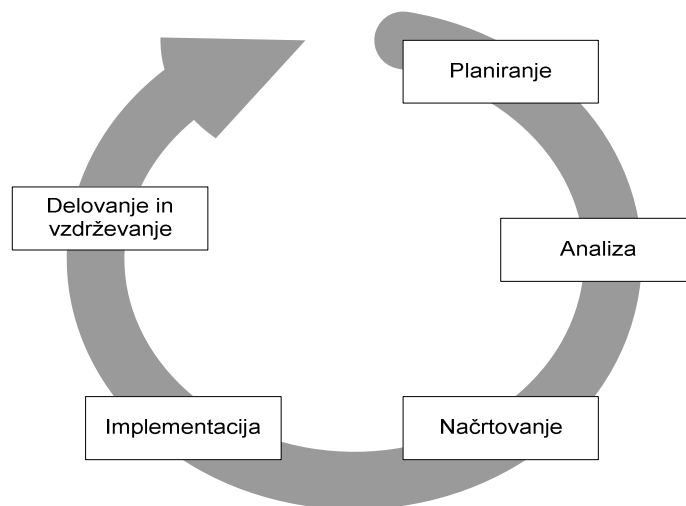 Planiranje
Analiza
Načrtovanje
Implementacija
Delovanje in
vzdrževanje